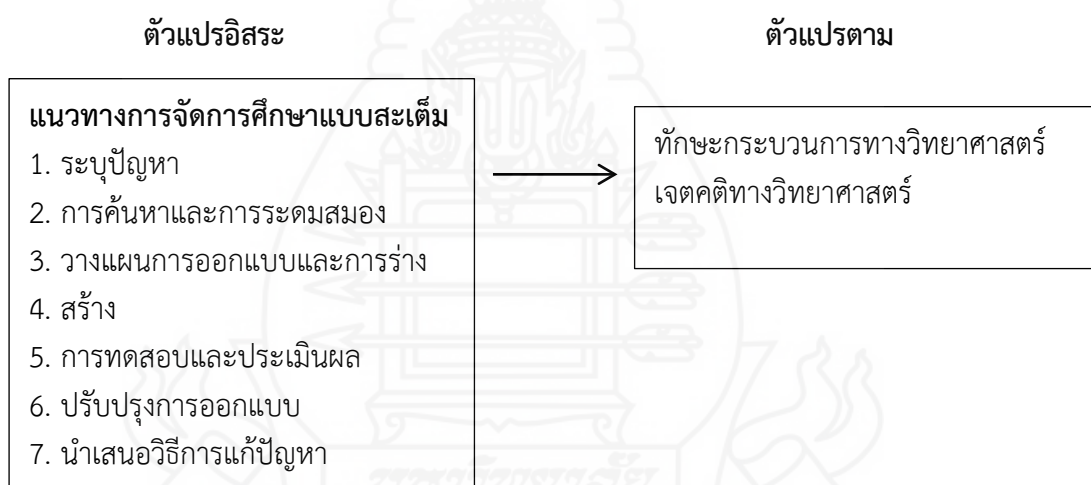 ตัวแปรอิสระ
ตัวแปรตาม
แนวทางการจัดการศึกษาแบบสะเต็ม
1. ระบุปัญหา
2. การค้นหาและการระดมสมอง
3. วางแผนการออกแบบและการร่าง
4. สร้าง
5. การทดสอบและประเมินผล
6. ปรับปรุงการออกแบบ
7. นำเสนอวิธีการแก้ปัญหา
ทักษะกระบวนการทางวิทยาศาสตร์
เจตคติทางวิทยาศาสตร์